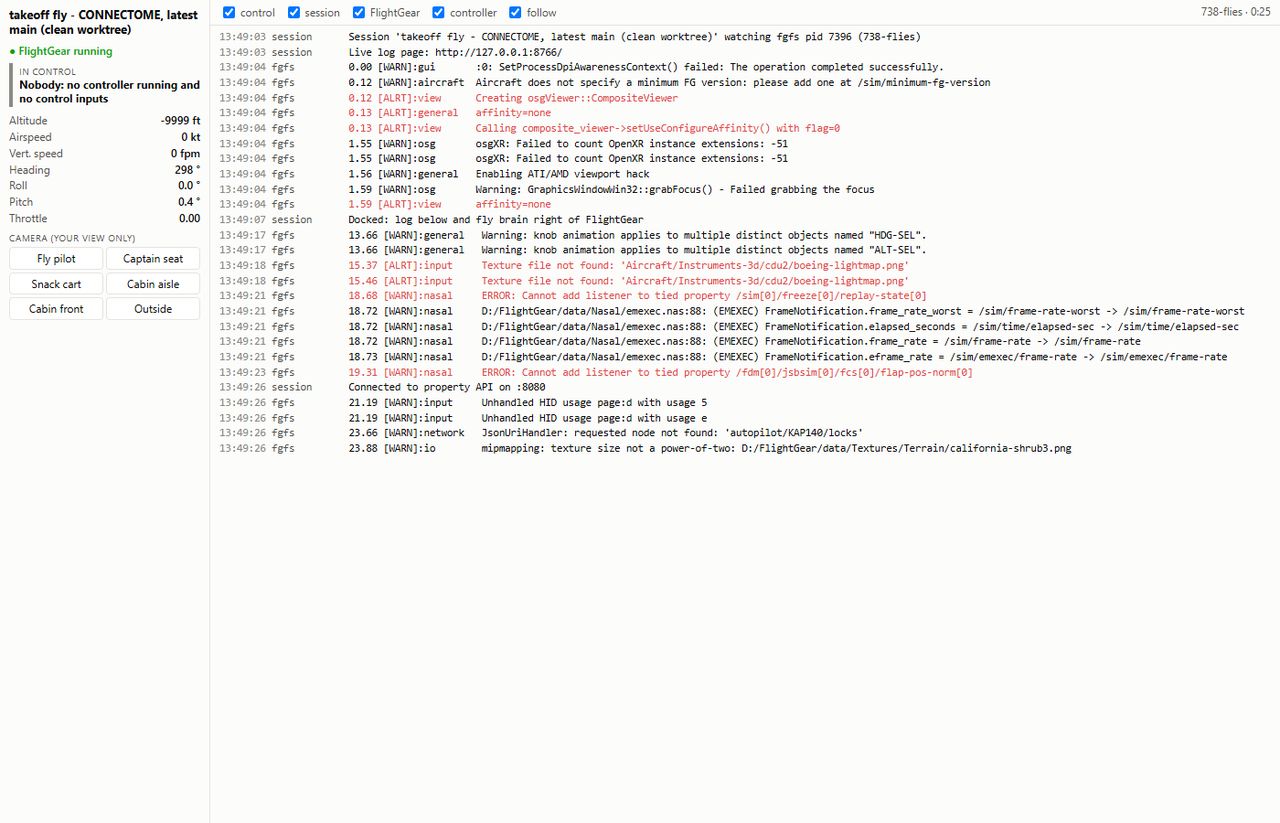 takeoff fly - CONNECTOME, latest
main (clean worktree)
● FlightGear running
IN CONTROL
Nobody: no controller running and
no control inputs
Altitude -9999 ft
Airspeed 0 kt
Vert. speed 0 fpm
Heading 298 °
Roll 0.0 °
Pitch 0.4 °
Throttle 0.00
CAMERA (YOUR VIEW ONLY)
Fly pilot Captain seat
Snack cart Cabin aisle
Cabin front Outside
control session FlightGear controller follow 738-flies · 0:25
13:49:03 session Session 'takeoff fly - CONNECTOME, latest main (clean worktree)' watching fgfs pid 7396 (738-flies)
13:49:03 session Live log page: http://127.0.0.1:8766/
13:49:04 fgfs 0.00 [WARN]:gui :0: SetProcessDpiAwarenessContext() failed: The operation completed successfully.
13:49:04 fgfs 0.12 [WARN]:aircraft Aircraft does not specify a minimum FG version: please add one at /sim/minimum-fg-version
13:49:04 fgfs 0.12 [ALRT]:view Creating osgViewer::CompositeViewer
13:49:04 fgfs 0.13 [ALRT]:general affinity=none
13:49:04 fgfs 0.13 [ALRT]:view Calling composite_viewer->setUseConfigureAffinity() with flag=0
13:49:04 fgfs 1.55 [WARN]:osg osgXR: Failed to count OpenXR instance extensions: -51
13:49:04 fgfs 1.55 [WARN]:osg osgXR: Failed to count OpenXR instance extensions: -51
13:49:04 fgfs 1.56 [WARN]:general Enabling ATI/AMD viewport hack
13:49:04 fgfs 1.59 [WARN]:osg Warning: GraphicsWindowWin32::grabFocus() - Failed grabbing the focus
13:49:04 fgfs 1.59 [ALRT]:view affinity=none
13:49:07 session Docked: log below and fly brain right of FlightGear
13:49:17 fgfs 13.66 [WARN]:general Warning: knob animation applies to multiple distinct objects named "HDG-SEL".
13:49:17 fgfs 13.66 [WARN]:general Warning: knob animation applies to multiple distinct objects named "ALT-SEL".
13:49:18 fgfs 15.37 [ALRT]:input Texture file not found: 'Aircraft/Instruments-3d/cdu2/boeing-lightmap.png'
13:49:18 fgfs 15.46 [ALRT]:input Texture file not found: 'Aircraft/Instruments-3d/cdu2/boeing-lightmap.png'
13:49:21 fgfs 18.68 [WARN]:nasal ERROR: Cannot add listener to tied property /sim[0]/freeze[0]/replay-state[0]
13:49:21 fgfs 18.72 [WARN]:nasal D:/FlightGear/data/Nasal/emexec.nas:88: (EMEXEC) FrameNotification.frame_rate_worst = /sim/frame-rate-worst -> /sim/frame-rate-worst
13:49:21 fgfs 18.72 [WARN]:nasal D:/FlightGear/data/Nasal/emexec.nas:88: (EMEXEC) FrameNotification.elapsed_seconds = /sim/time/elapsed-sec -> /sim/time/elapsed-sec
13:49:21 fgfs 18.72 [WARN]:nasal D:/FlightGear/data/Nasal/emexec.nas:88: (EMEXEC) FrameNotification.frame_rate = /sim/frame-rate -> /sim/frame-rate
13:49:21 fgfs 18.73 [WARN]:nasal D:/FlightGear/data/Nasal/emexec.nas:88: (EMEXEC) FrameNotification.eframe_rate = /sim/emexec/frame-rate -> /sim/emexec/frame-rate
13:49:23 fgfs 19.31 [WARN]:nasal ERROR: Cannot add listener to tied property /fdm[0]/jsbsim[0]/fcs[0]/flap-pos-norm[0]
13:49:26 session Connected to property API on :8080
13:49:26 fgfs 21.19 [WARN]:input Unhandled HID usage page:d with usage 5
13:49:26 fgfs 21.19 [WARN]:input Unhandled HID usage page:d with usage e
13:49:26 fgfs 23.66 [WARN]:network JsonUriHandler: requested node not found: 'autopilot/KAP140/locks'
13:49:26 fgfs 23.88 [WARN]:io mipmapping: texture size not a power-of-two: D:/FlightGear/data/Textures/Terrain/california-shrub3.png